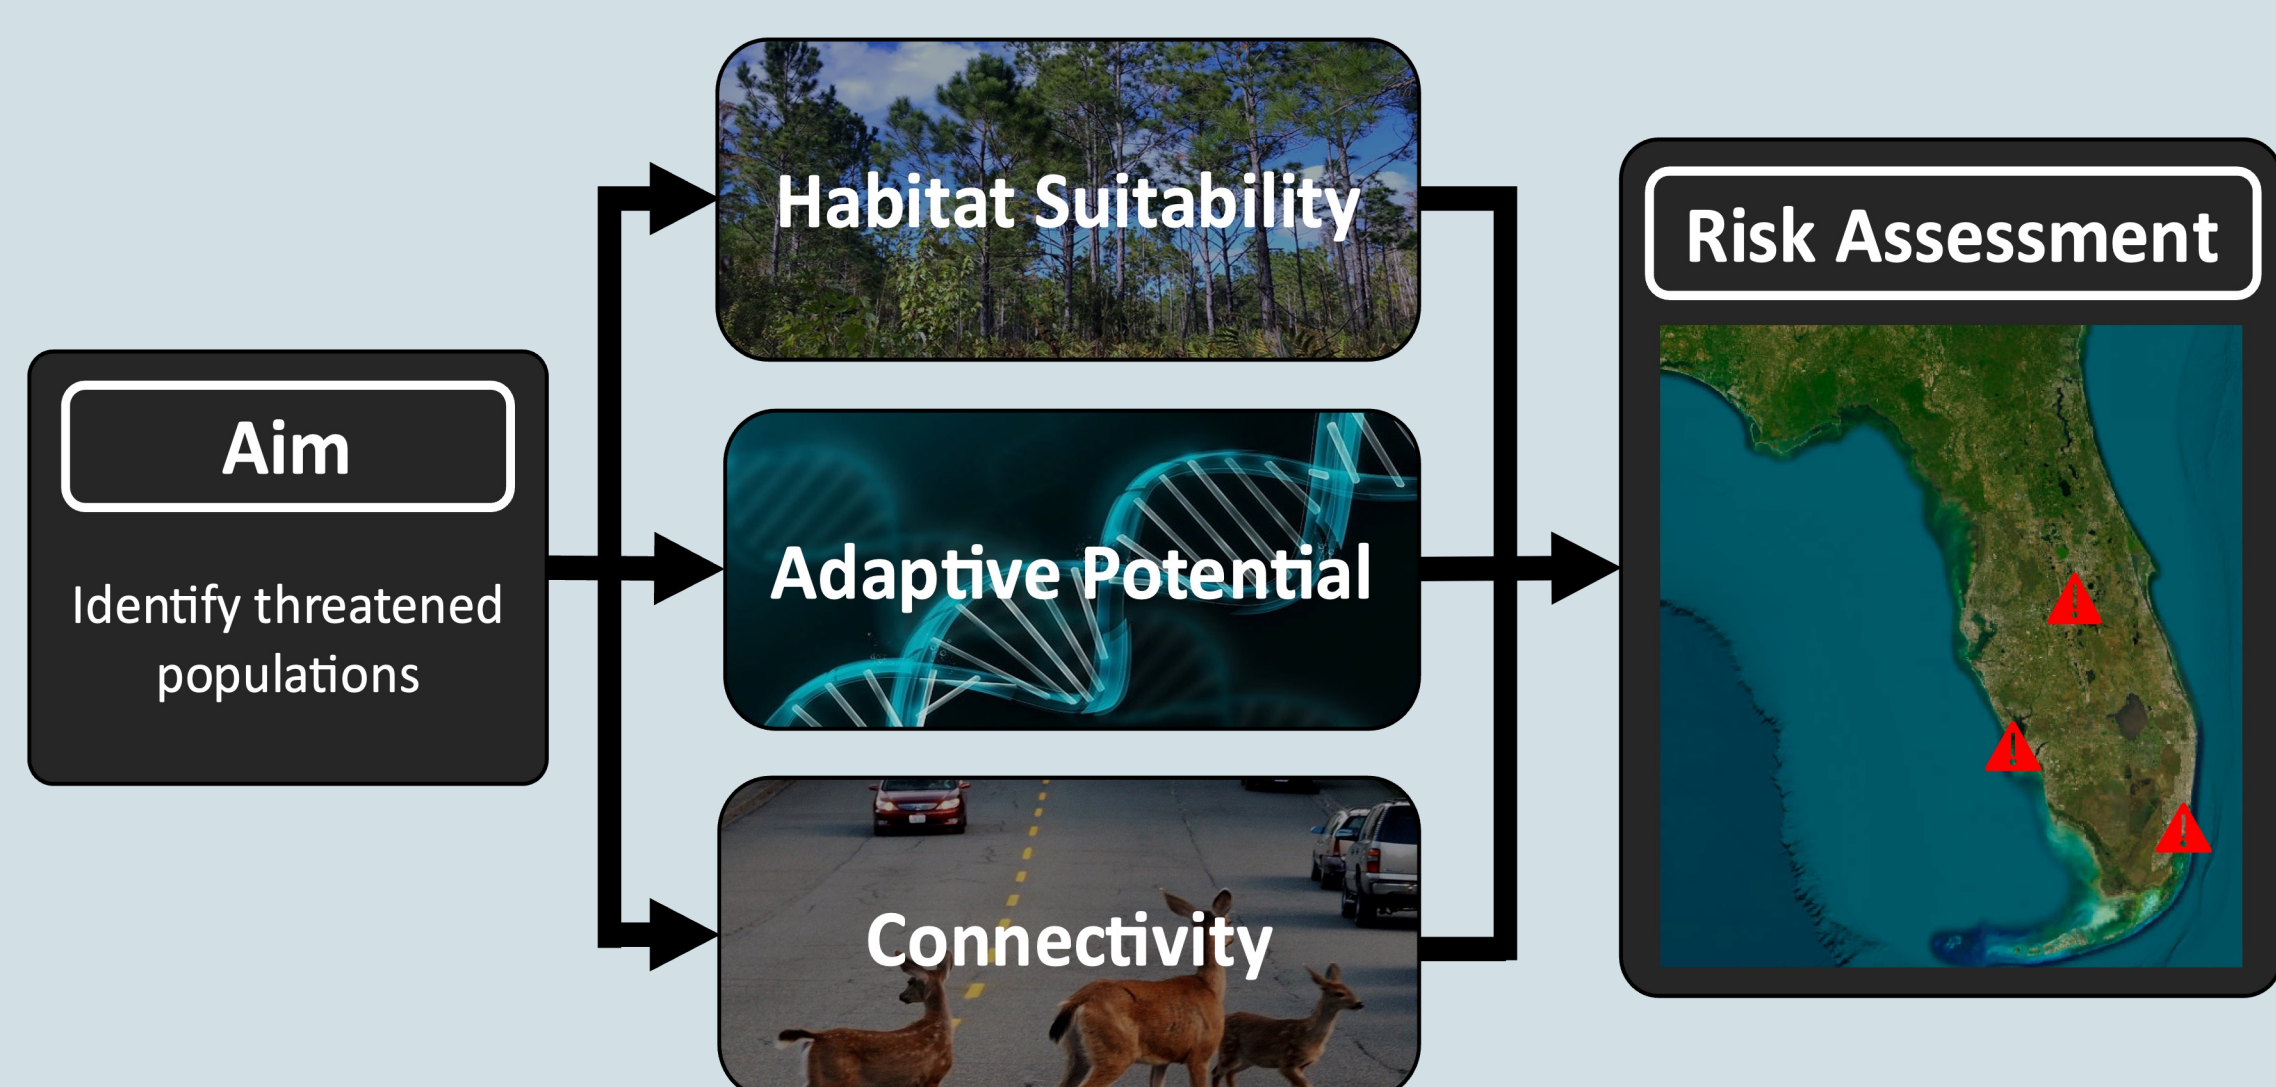 Aim
Identify threatened
populations
Habitat Suitability
Adaptive Potential
Connectivity
Risk Assessment